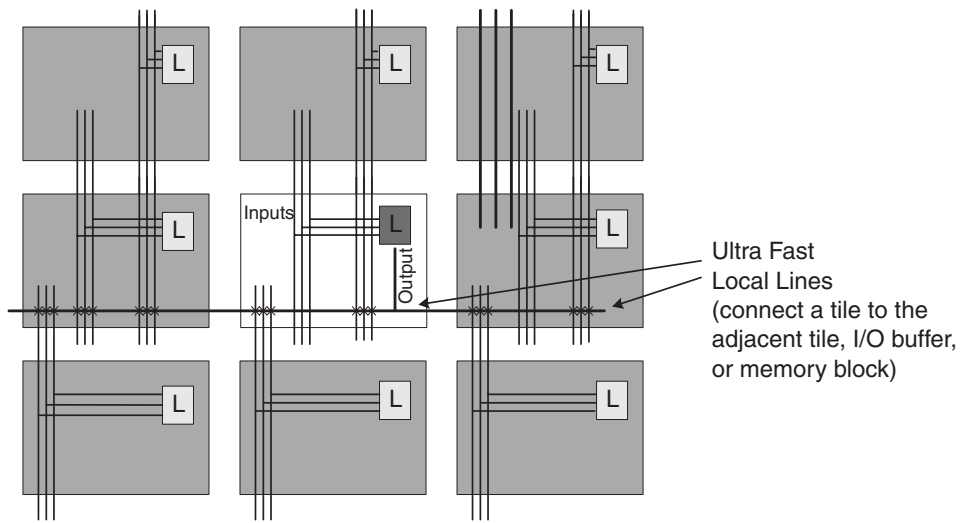 L
L
L
L
Inputs
L
Output
L
Ultra Fast
Local Lines
(connect a tile to the
adjacent tile, I/O buffer,
or memory block)
L
L
L